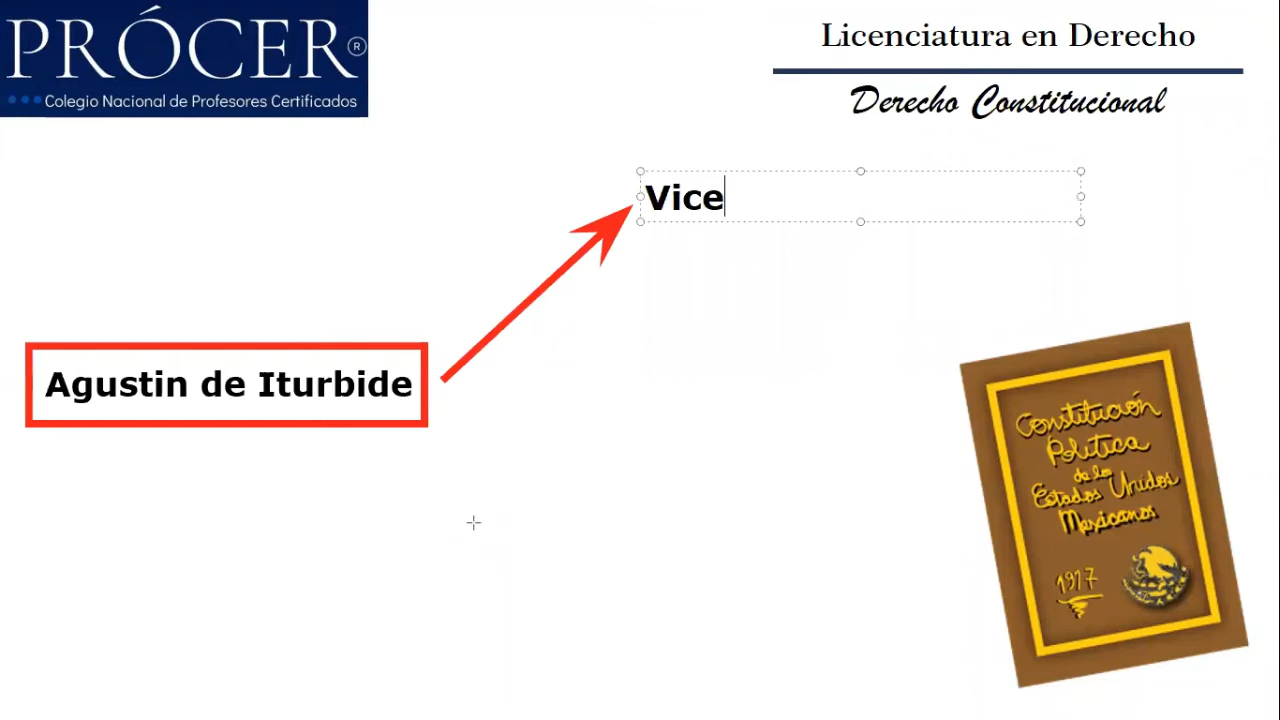 PRÓCER®
Colegio Nacional de Profesores Certificados
Licenciatura en Derecho
Derecho Constitucional
Vice
Agustin de Iturbide
Constitución
Política
de los
Estados Unidos
Mexicanos
1917